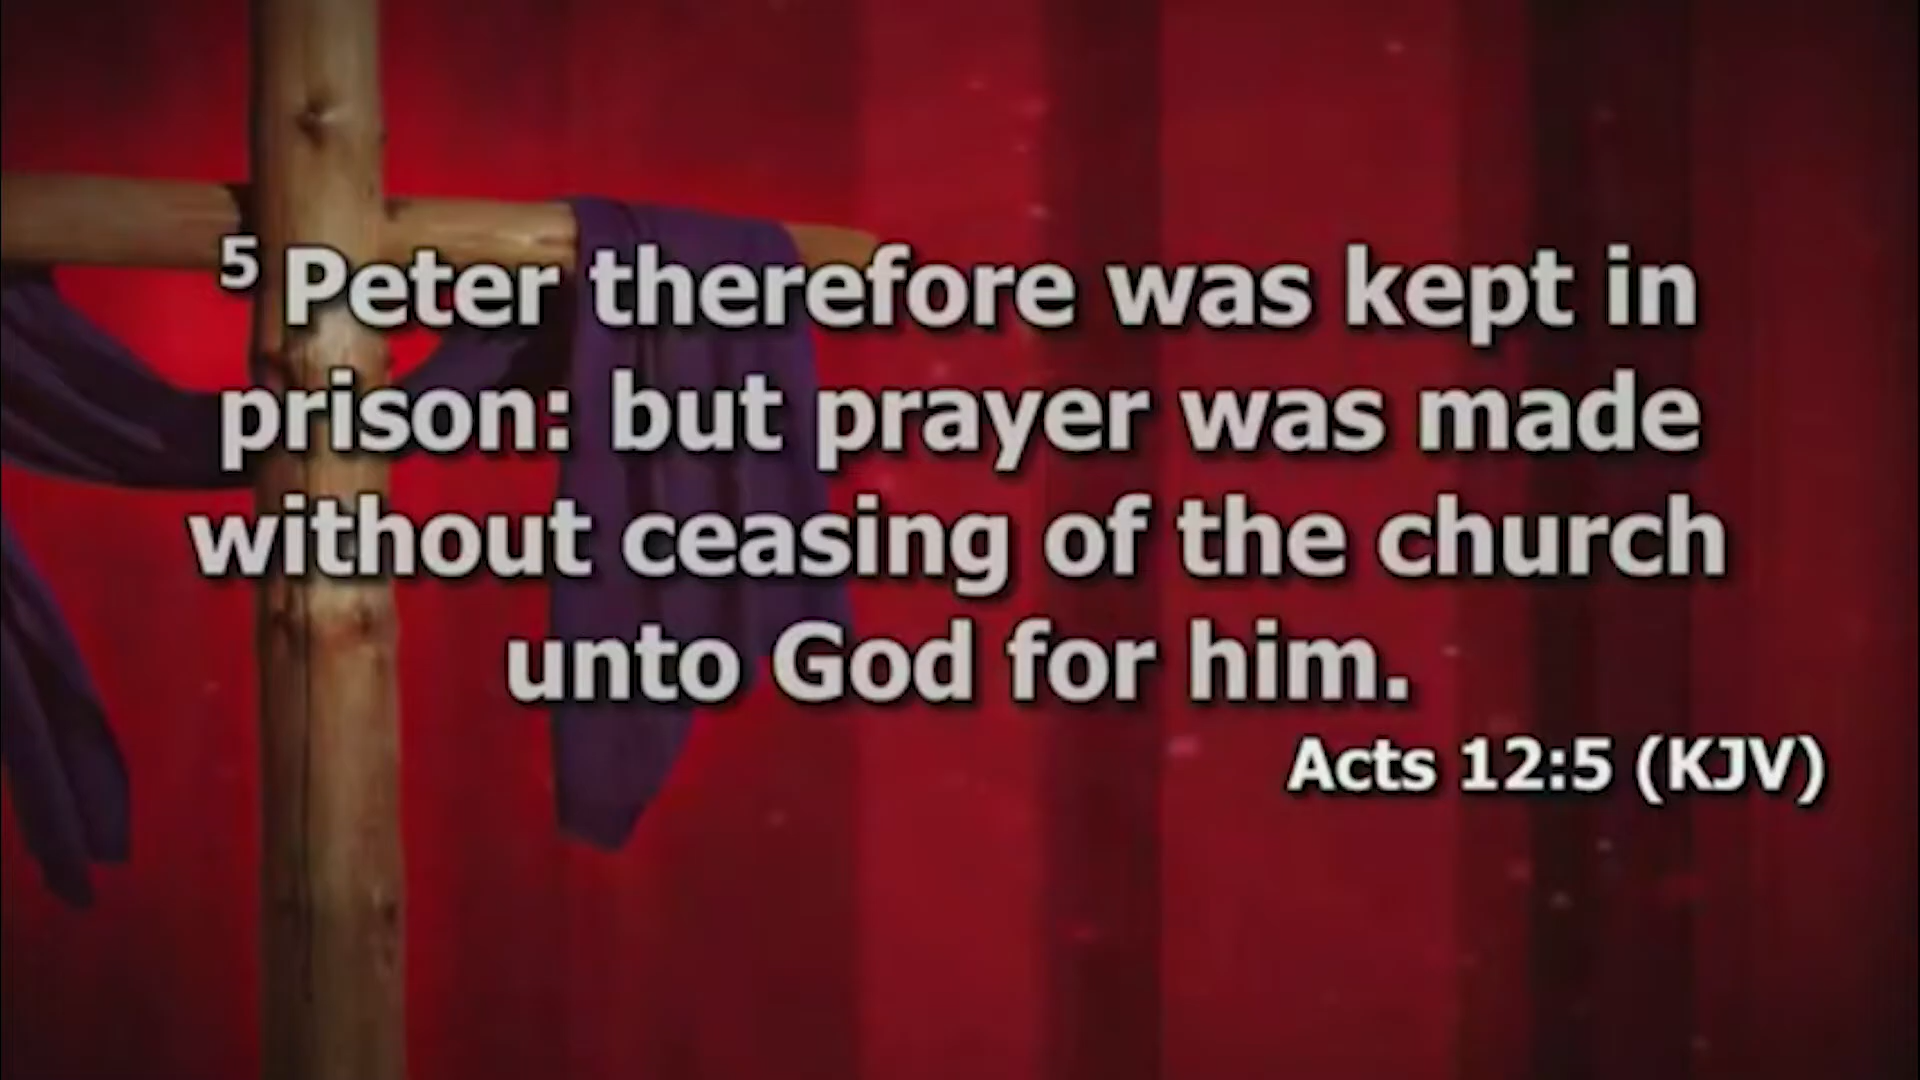 5 Peter therefore was kept in
prison: but prayer was made
without ceasing of the church
unto God for him.
Acts 12:5 (KJV)